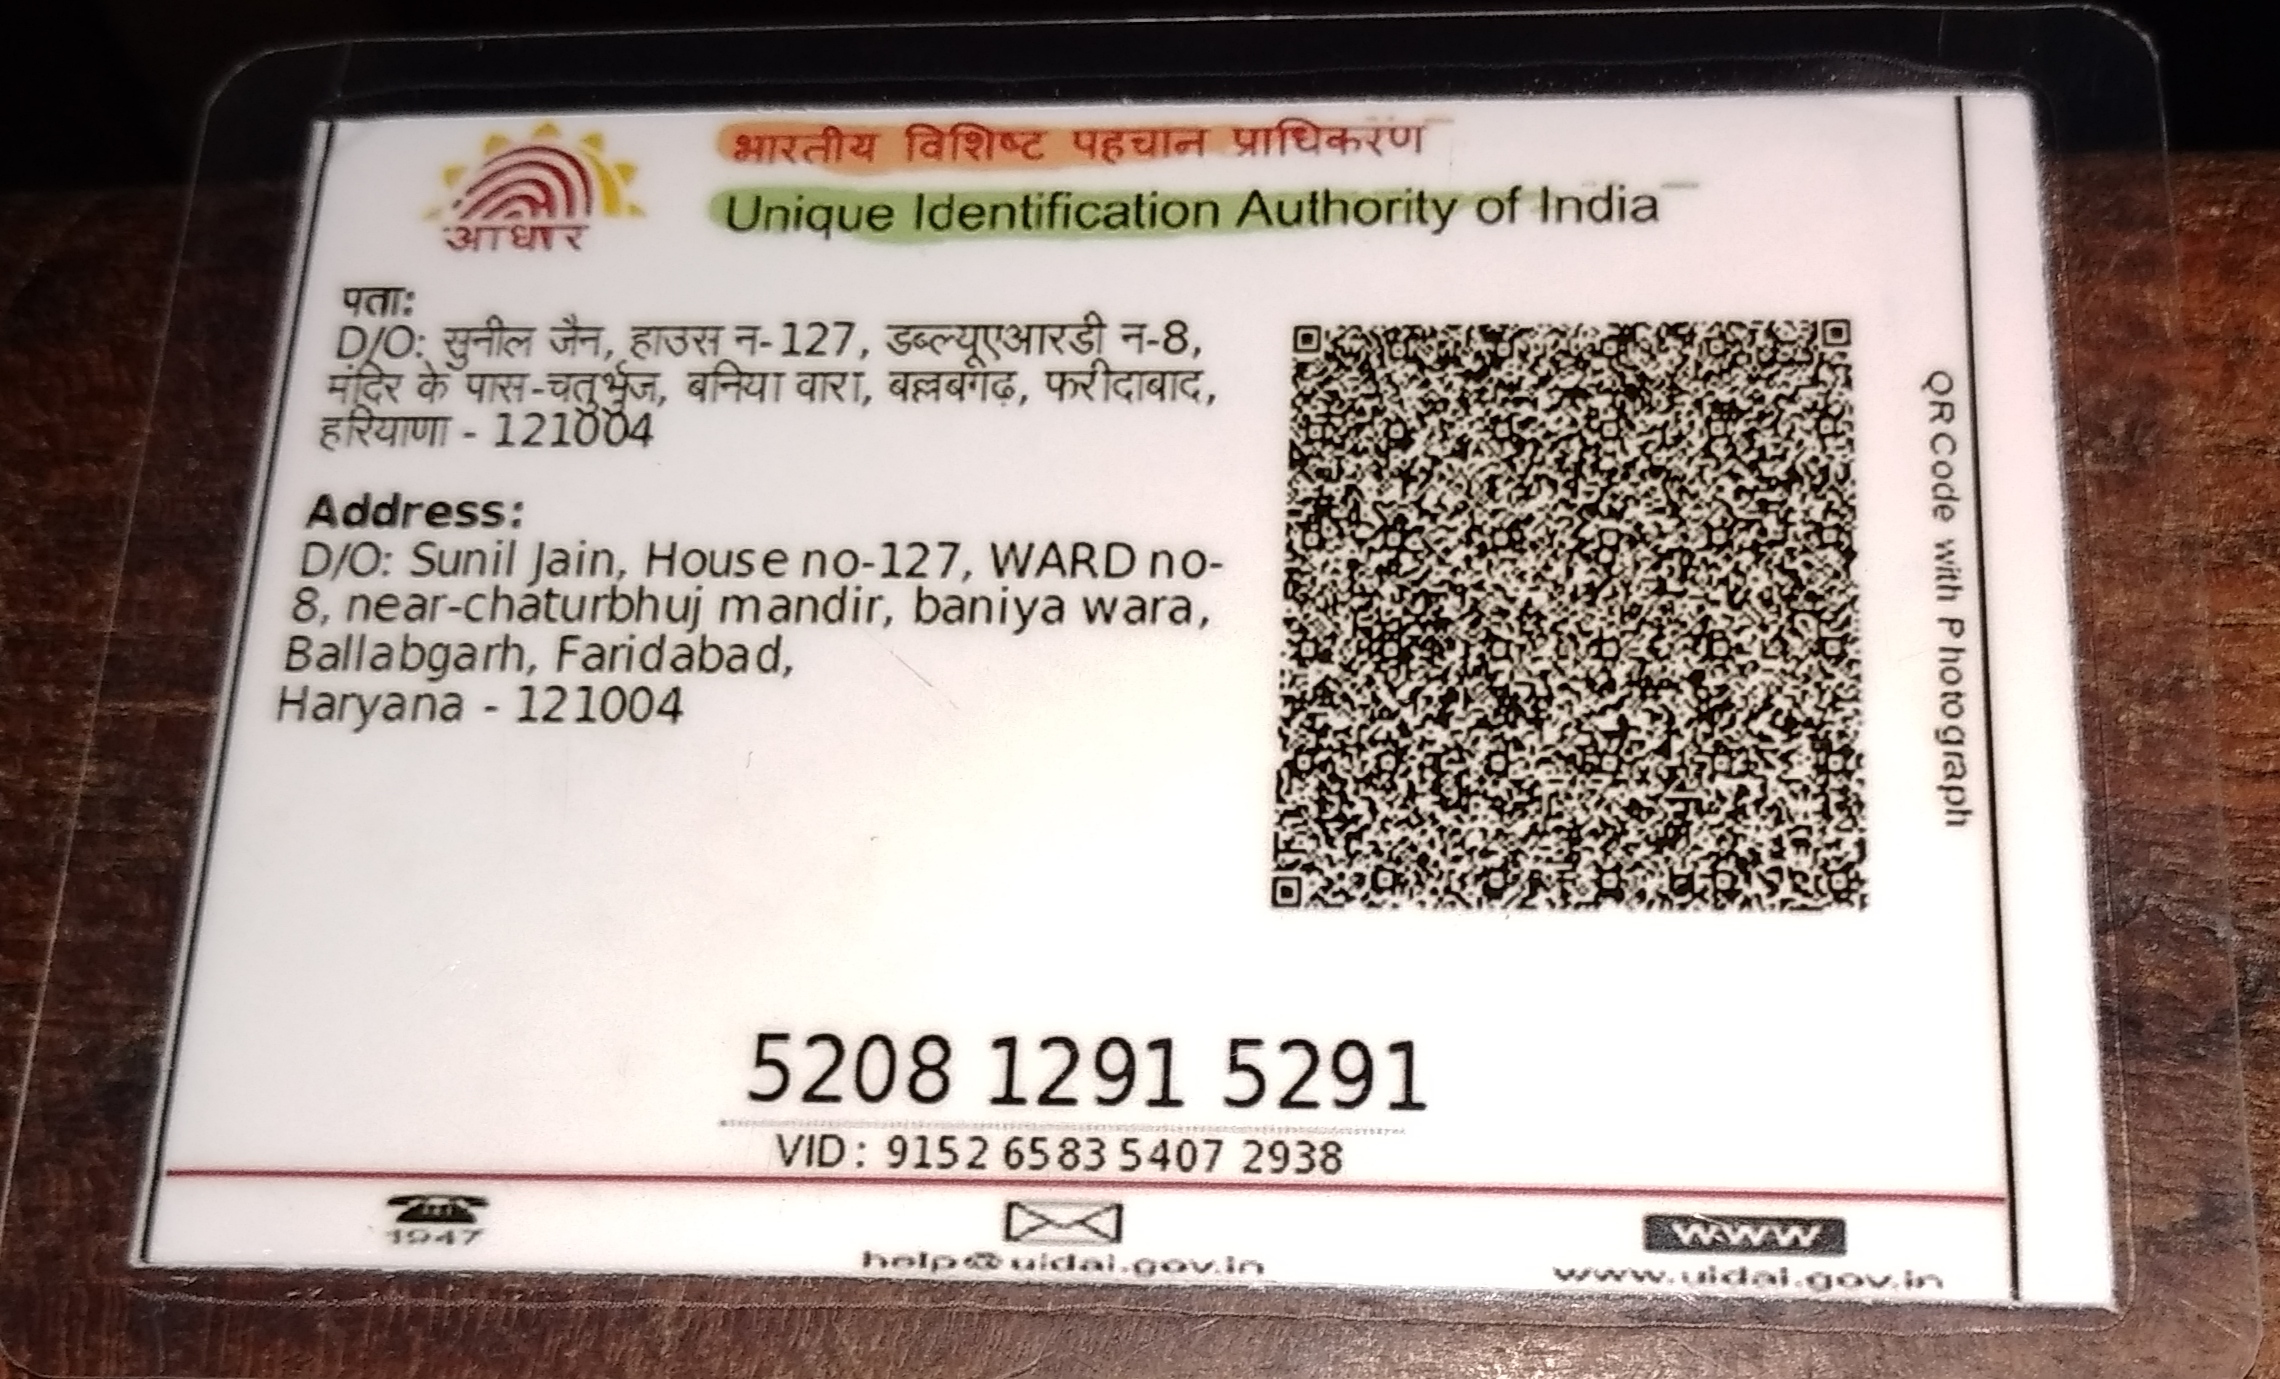 भारतीय विशिष्ट पहचान प्राधिकरण
आधार
Unique Identification Authority of India
पता:
D/O: सुनील जैन, हाउस न-127, डब्ल्यूएआरडी न-8,
मंदिर के पास-चतुर्भुज, बनिया वारा, बल्लबगढ़, फरीदाबाद,
हरियाणा - 121004
Address:
D/O: Sunil Jain, House no-127, WARD no-
8, near-chaturbhuj mandir, baniya wara,
Ballabgarh, Faridabad,
Haryana - 121004
QR Code with Photograph
5208 1291 5291
VID : 9152 6583 5407 2938
1947
help@uidai.gov.in
www
www.uidai.gov.in